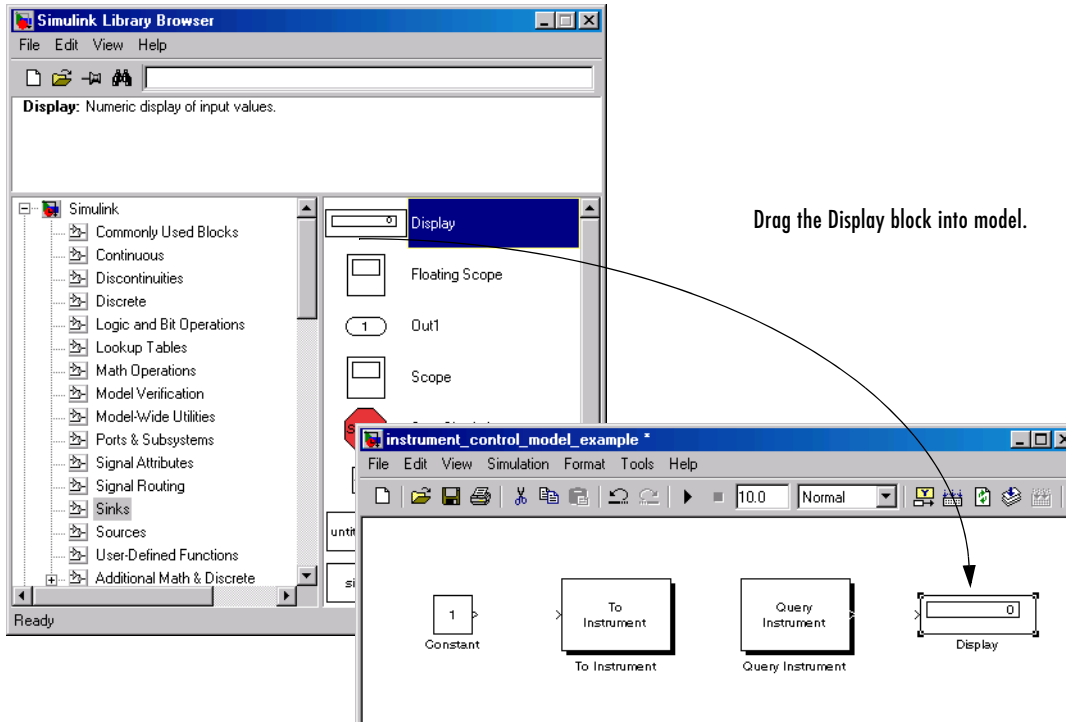 Simulink Library Browser
File Edit View Help
Display: Numeric display of input values.
Simulink
Commonly Used Blocks
Continuous
Discontinuities
Discrete
Logic and Bit Operations
Lookup Tables
Math Operations
Model Verification
Model-Wide Utilities
Ports & Subsystems
Signal Attributes
Signal Routing
Sinks
Sources
User-Defined Functions
Additional Math & Discrete
Ready
0 Display
Floating Scope
1 Out1
Scope
Drag the Display block into model.
instrument_control_model_example *
File Edit View Simulation Format Tools Help
10.0 Normal
1
Constant
To
Instrument
To Instrument
Query
Instrument
Query Instrument
0
Display